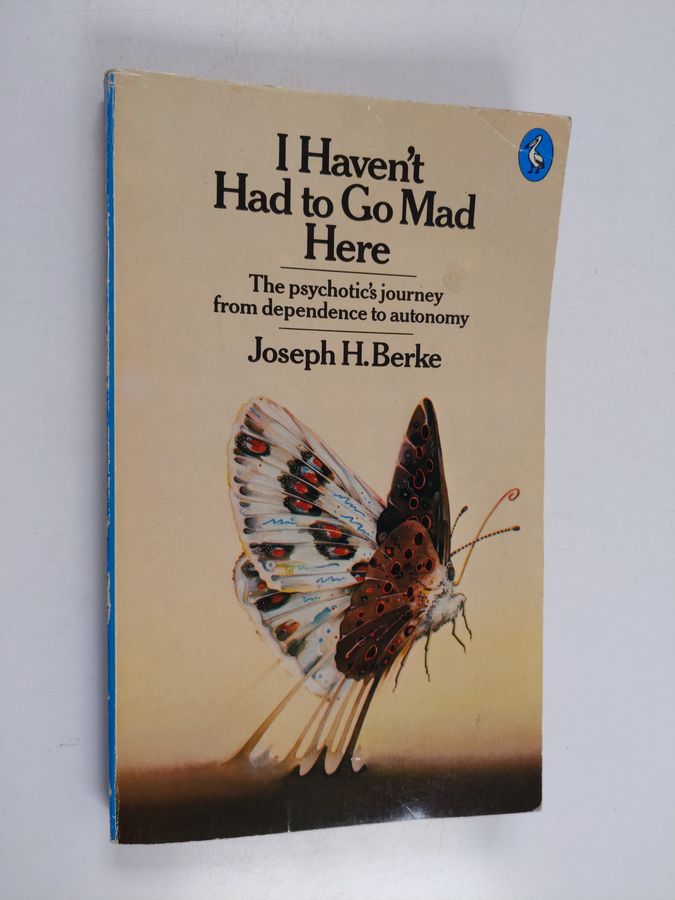 I Haven't
Had to Go Mad
Here
The psychotic's journey
from dependence to autonomy
Joseph H. Berke